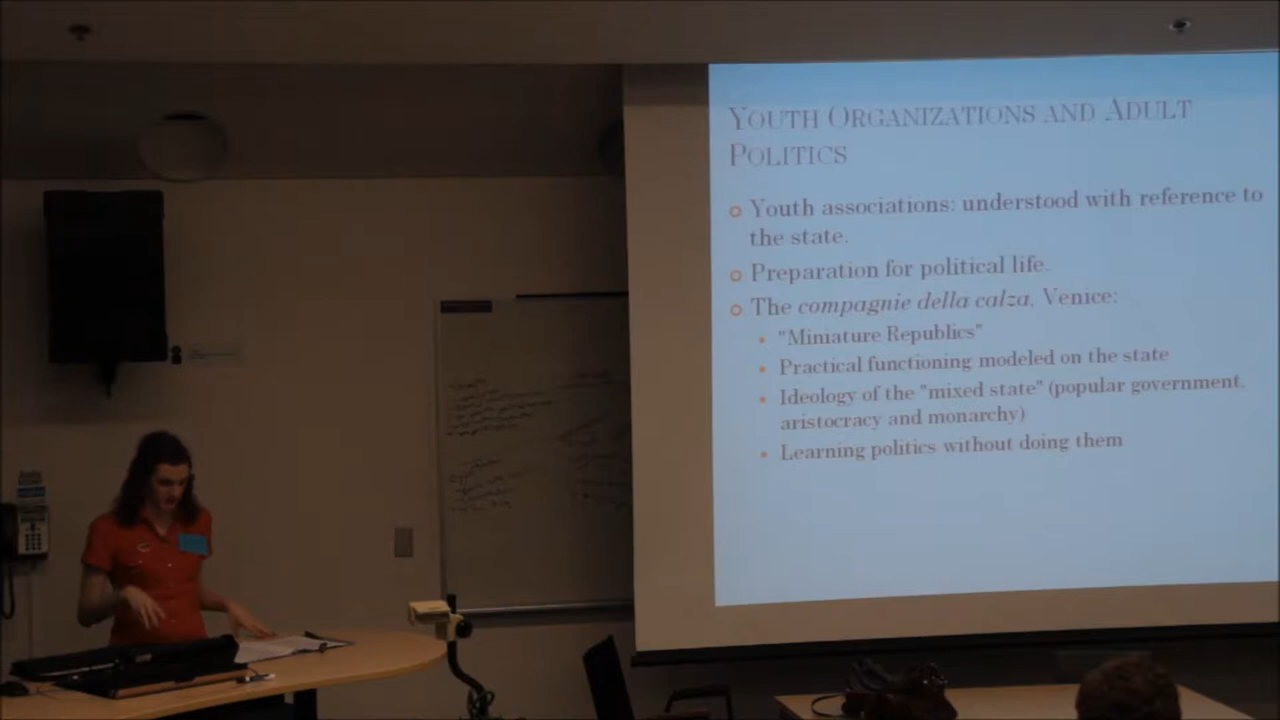 YOUTH ORGANIZATIONS AND ADULT
POLITICS
Youth associations: understood with reference to
the state.
Preparation for political life.
The compagnie della calza, Venice:
"Miniature Republics"
Practical functioning modeled on the state
Ideology of the "mixed state" (popular government,
aristocracy and monarchy)
Learning politics without doing them